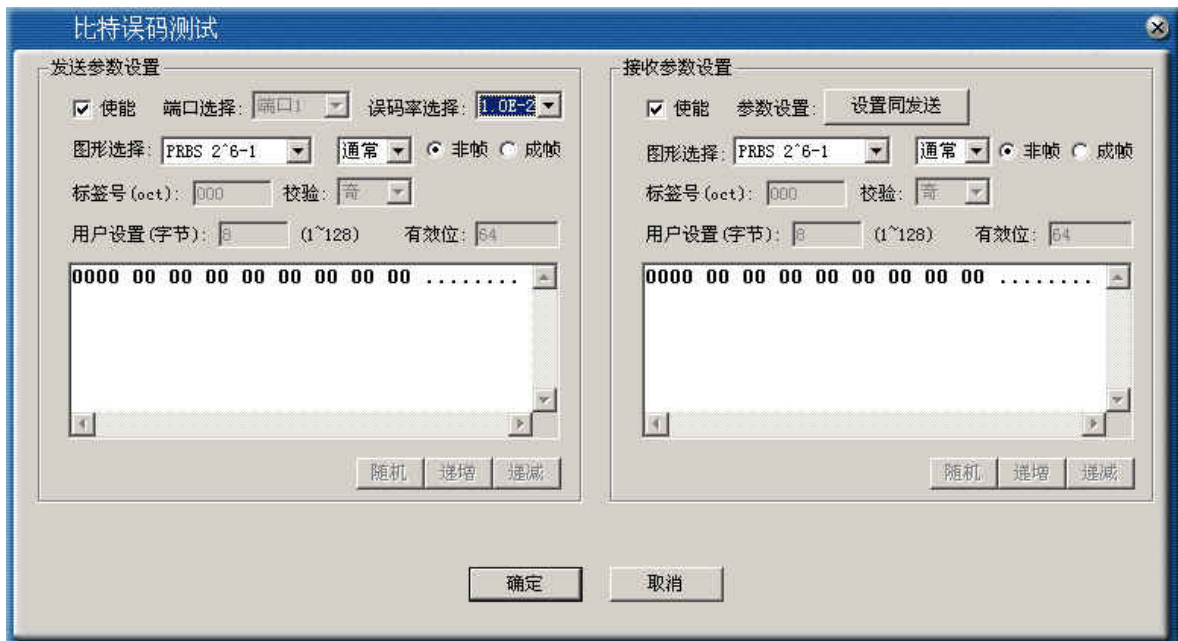 比特误码测试
发送参数设置
使能 端口选择: 端口1 误码率选择: 1.0E-2
图形选择: PRBS 2^6-1 通常 非帧 成帧
标签号(oct): 000 校验: 奇
用户设置(字节): 8 (1~128) 有效位: 64
0000 00 00 00 00 00 00 00 00 ........
随机 递增 递减
接收参数设置
使能 参数设置: 设置同发送
图形选择: PRBS 2^6-1 通常 非帧 成帧
标签号(oct): 000 校验: 奇
用户设置(字节): 8 (1~128) 有效位: 64
0000 00 00 00 00 00 00 00 00 ........
随机 递增 递减
确定 取消